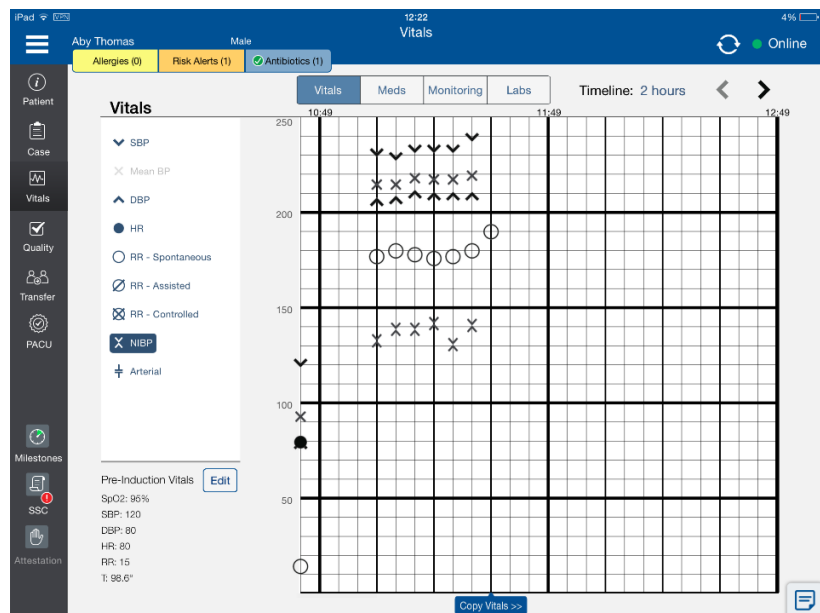 iPad VPN 12:22 4%
Vitals
Aby Thomas Male
Online
Allergies (0) Risk Alerts (1) Antibiotics (1)
Patient
Case
Vitals
Quality
Transfer
PACU
Milestones
SSC
Attestation
Vitals Meds Monitoring Labs Timeline: 2 hours
Vitals
10:49 11:49 12:49
SBP
Mean BP
DBP
HR
RR - Spontaneous
RR - Assisted
RR - Controlled
NIBP
Arterial
250
200
150
100
50
Pre-Induction Vitals Edit
SpO2: 95%
SBP: 120
DBP: 80
HR: 80
RR: 15
T: 98.6°
Copy Vitals >>